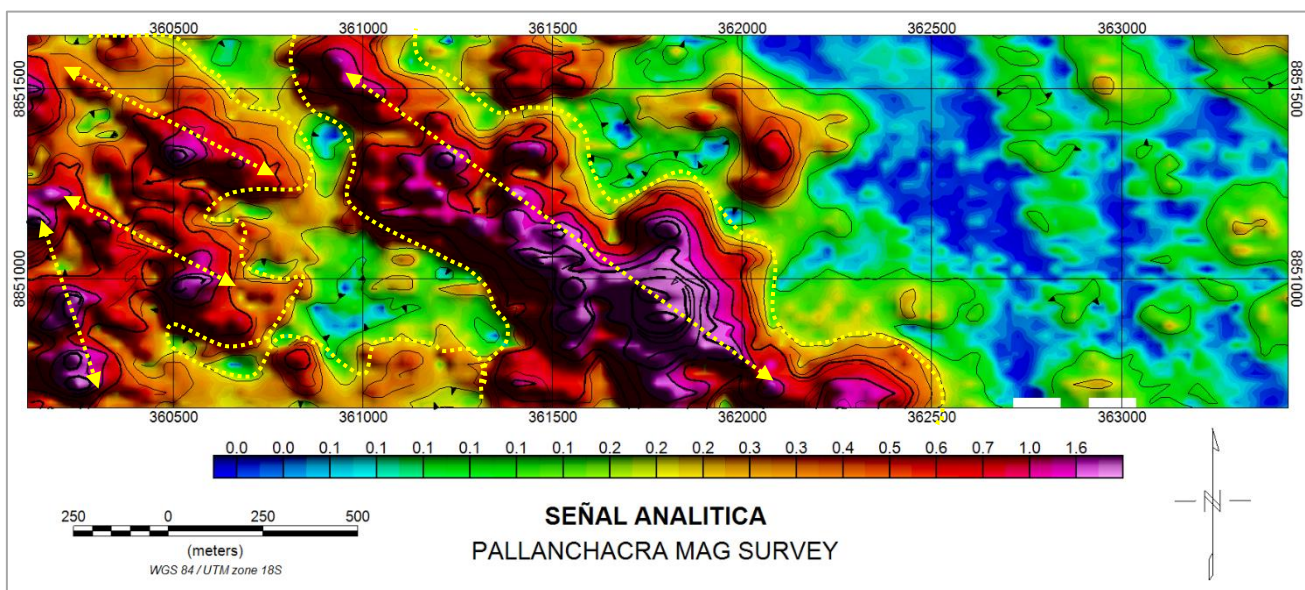 360500 361000 361500 362000 362500 363000
8851500 8851500
8851000 8851000
360500 361000 361500 362000 362500 363000
0.0 0.0 0.1 0.1 0.1 0.1 0.1 0.1 0.2 0.2 0.2 0.3 0.3 0.4 0.5 0.6 0.7 1.0 1.6
250 0 250 500
(meters)
WGS 84 / UTM zone 18S
SEÑAL ANALITICA
PALLANCHACRA MAG SURVEY
N